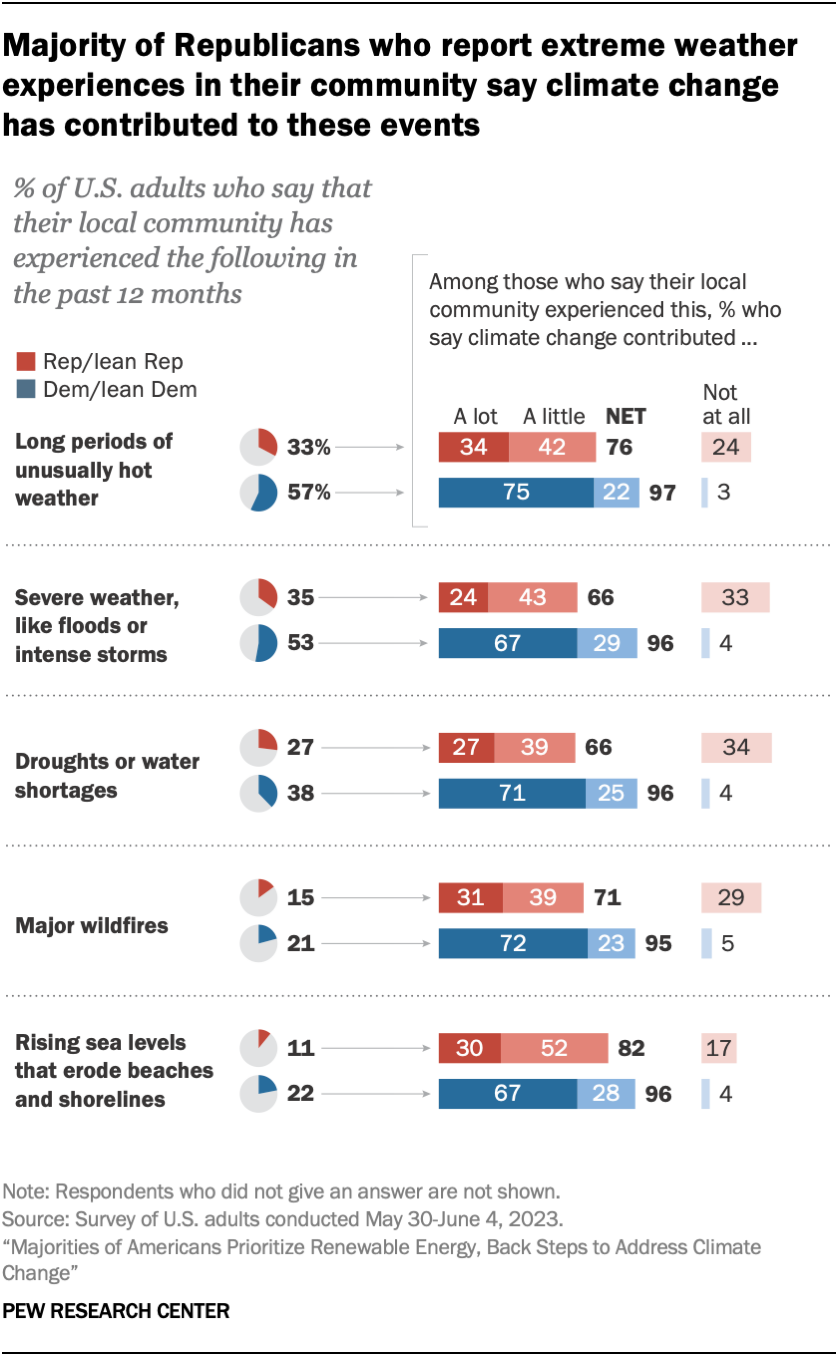 Majority of Republicans who report extreme weather
experiences in their community say climate change
has contributed to these events
% of U.S. adults who say that
their local community has
experienced the following in
the past 12 months
Among those who say their local
community experienced this, % who
say climate change contributed ...
Rep/lean Rep
Dem/lean Dem
A lot A little NET Not at all
Long periods of
unusually hot
weather
33% 34 42 76 24
57% 75 22 97 3
Severe weather,
like floods or
intense storms
35 24 43 66 33
53 67 29 96 4
Droughts or water
shortages
27 27 39 66 34
38 71 25 96 4
Major wildfires
15 31 39 71 29
21 72 23 95 5
Rising sea levels
that erode beaches
and shorelines
11 30 52 82 17
22 67 28 96 4
Note: Respondents who did not give an answer are not shown.
Source: Survey of U.S. adults conducted May 30-June 4, 2023.
“Majorities of Americans Prioritize Renewable Energy, Back Steps to Address Climate
Change”
PEW RESEARCH CENTER